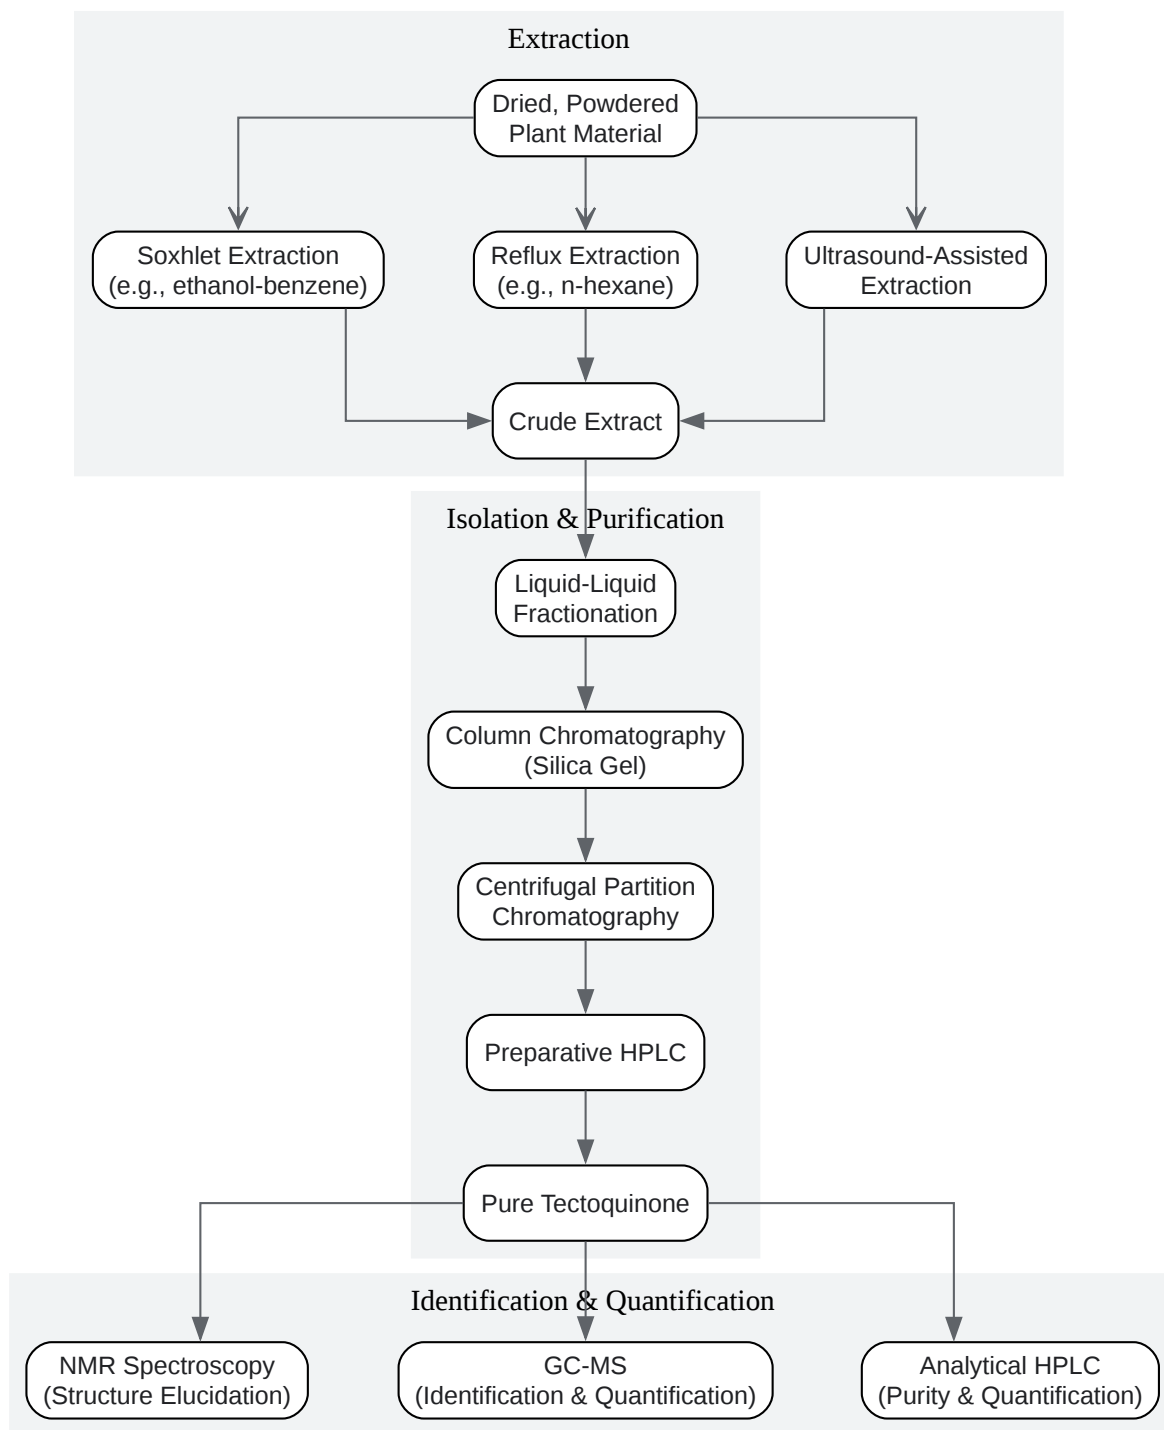 Extraction
Dried, Powdered
Plant Material
Soxhlet Extraction
(e.g., ethanol-benzene)
Reflux Extraction
(e.g., n-hexane)
Ultrasound-Assisted
Extraction
Crude Extract
Isolation & Purification
Liquid-Liquid
Fractionation
Column Chromatography
(Silica Gel)
Centrifugal Partition
Chromatography
Preparative HPLC
Pure Tectoquinone
Identification & Quantification
NMR Spectroscopy
(Structure Elucidation)
GC-MS
(Identification & Quantification)
Analytical HPLC
(Purity & Quantification)